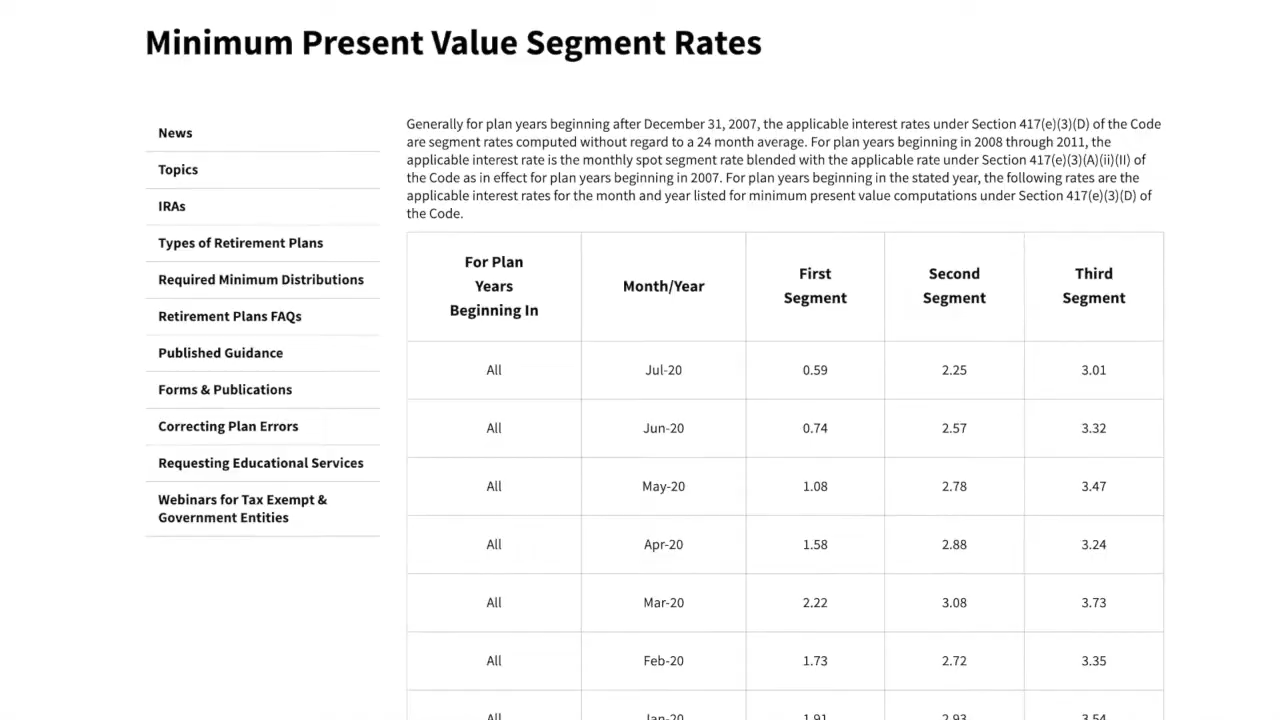 Minimum Present Value Segment Rates
News
Topics
IRAs
Types of Retirement Plans
Required Minimum Distributions
Retirement Plans FAQs
Published Guidance
Forms & Publications
Correcting Plan Errors
Requesting Educational Services
Webinars for Tax Exempt &
Government Entities
Generally for plan years beginning after December 31, 2007, the applicable interest rates under Section 417(e)(3)(D) of the Code
are segment rates computed without regard to a 24 month average. For plan years beginning in 2008 through 2011, the
applicable interest rate is the monthly spot segment rate blended with the applicable rate under Section 417(e)(3)(A)(ii)(II) of
the Code as in effect for plan years beginning in 2007. For plan years beginning in the stated year, the following rates are the
applicable interest rates for the month and year listed for minimum present value computations under Section 417(e)(3)(D) of
the Code.
For Plan Years Beginning In Month/Year First Segment Second Segment Third Segment
All Jul-20 0.59 2.25 3.01
All Jun-20 0.74 2.57 3.32
All May-20 1.08 2.78 3.47
All Apr-20 1.58 2.88 3.24
All Mar-20 2.22 3.08 3.73
All Feb-20 1.73 2.72 3.35
All Jan-20 1.91 2.93 3.54